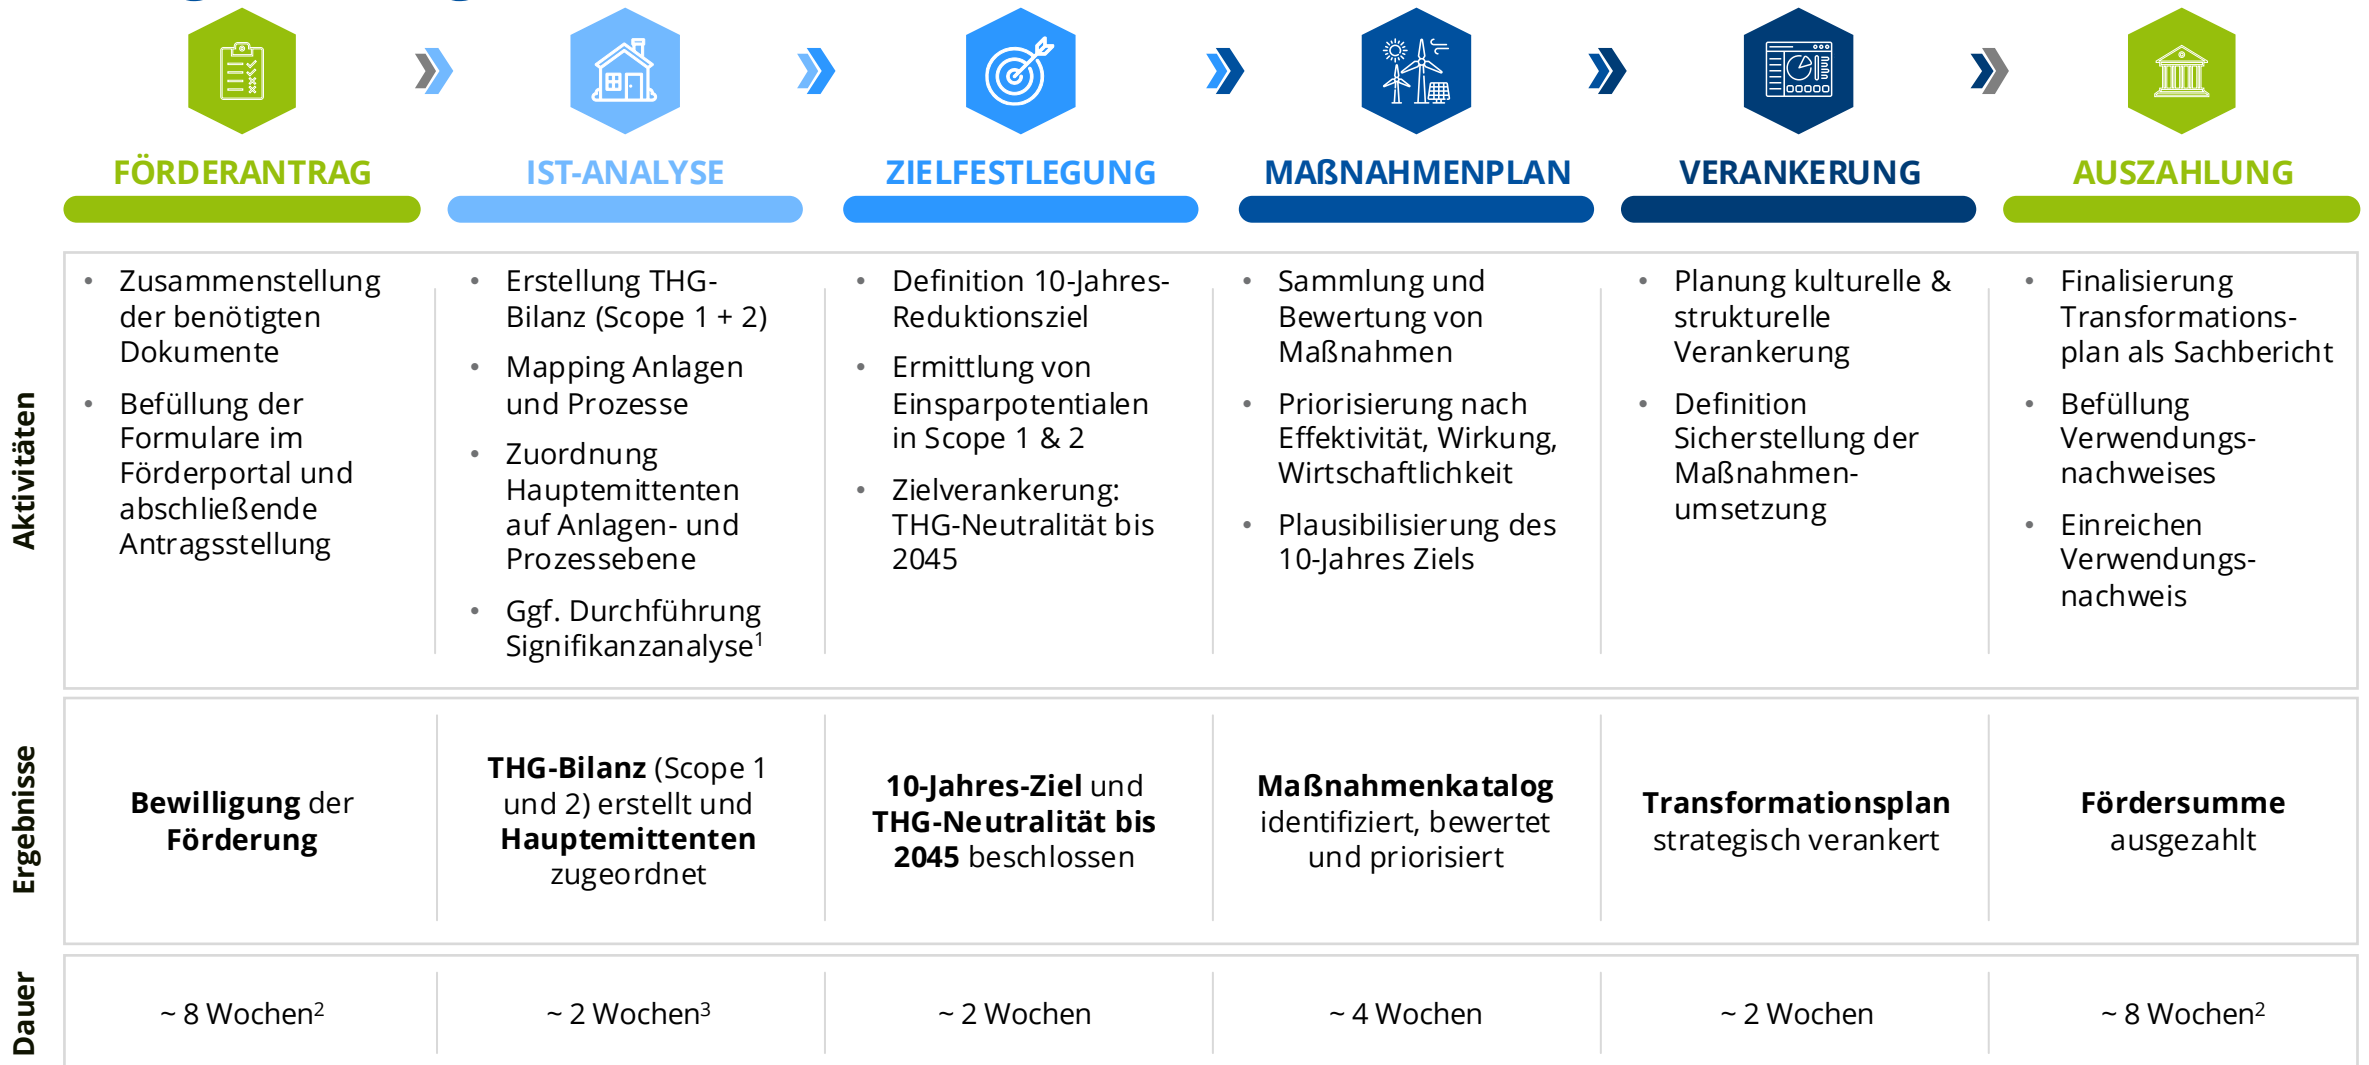 FÖRDERANTRAG
IST-ANALYSE
ZIELFESTLEGUNG
MAßNAHMENPLAN
VERANKERUNG
AUSZAHLUNG
Aktivitäten
• Zusammenstellung
der benötigten
Dokumente
• Befüllung der
Formulare im
Förderportal und
abschließende
Antragsstellung
• Erstellung THG-
Bilanz (Scope 1 + 2)
• Mapping Anlagen
und Prozesse
• Zuordnung
Hauptemittenten
auf Anlagen- und
Prozessebene
• Ggf. Durchführung
Signifikanzanalyse¹
• Definition 10-Jahres-
Reduktionsziel
• Ermittlung von
Einsparpotentialen
in Scope 1 & 2
• Zielverankerung:
THG-Neutralität bis
2045
• Sammlung und
Bewertung von
Maßnahmen
• Priorisierung nach
Effektivität, Wirkung,
Wirtschaftlichkeit
• Plausibilisierung des
10-Jahres Ziels
• Planung kulturelle &
strukturelle
Verankerung
• Definition
Sicherstellung der
Maßnahmen-
umsetzung
• Finalisierung
Transformations-
plan als Sachbericht
• Befüllung
Verwendungs-
nachweises
• Einreichen
Verwendungs-
nachweis
Ergebnisse
Bewilligung der
Förderung
THG-Bilanz (Scope 1
und 2) erstellt und
Hauptemittenten
zugeordnet
10-Jahres-Ziel und
THG-Neutralität bis
2045 beschlossen
Maßnahmenkatalog
identifiziert, bewertet
und priorisiert
Transformationsplan
strategisch verankert
Fördersumme
ausgezahlt
Dauer
~ 8 Wochen²
~ 2 Wochen³
~ 2 Wochen
~ 4 Wochen
~ 2 Wochen
~ 8 Wochen²